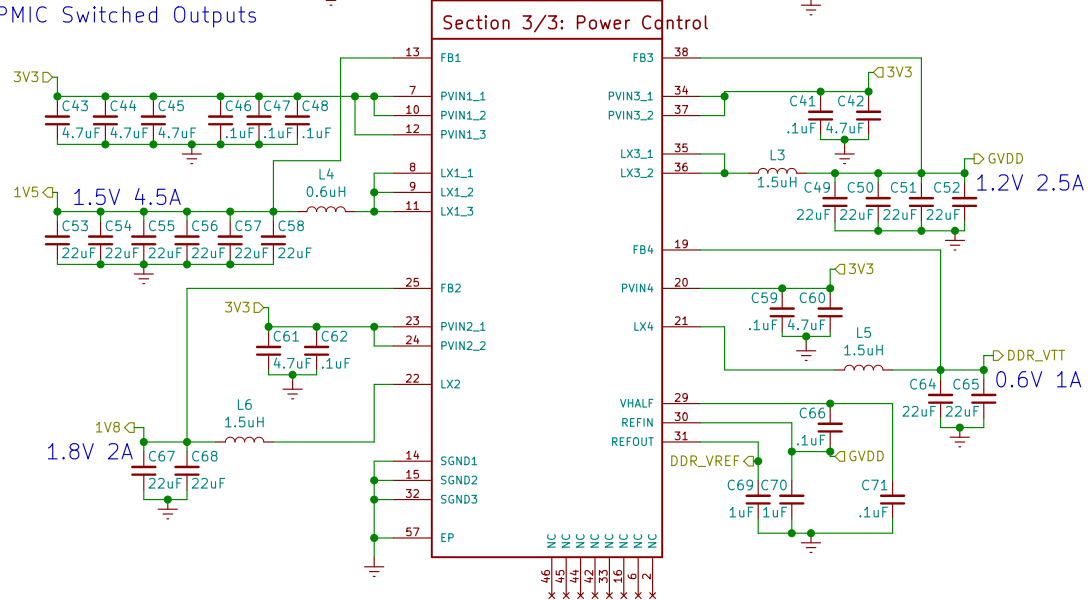 PMIC Switched Outputs
Section 3/3: Power Control
13 FB1
FB3 38
3V3
3V3
7 PVIN1_1
10 PVIN1_2
12 PVIN1_3
PVIN3_1 34
PVIN3_2 37
C43 C44 C45 C46 C47 C48
4.7uF 4.7uF 4.7uF .1uF .1uF .1uF
C41 C42
.1uF 4.7uF
8 LX1_1
9 LX1_2
11 LX1_3
LX3_1 35
LX3_2 36
L4
0.6uH
L3
1.5uH
GVDD
1.2V 2.5A
1V5
1.5V 4.5A
C49 C50 C51 C52
22uF 22uF 22uF 22uF
C53 C54 C55 C56 C57 C58
22uF 22uF 22uF 22uF 22uF 22uF
FB4 19
25 FB2
3V3
PVIN4 20
C59 C60
.1uF 4.7uF
3V3
23 PVIN2_1
24 PVIN2_2
LX4 21
C61 C62
4.7uF .1uF
L5
1.5uH
DDR_VTT
0.6V 1A
22 LX2
C64 C65
22uF 22uF
L6
1.5uH
VHALF 29
REFIN 30
REFOUT 31
1V8
1.8V 2A
C66
.1uF
DDR_VREF
GVDD
C67 C68
22uF 22uF
14 SGND1
15 SGND2
32 SGND3
C69 C70 C71
1uF 1uF .1uF
57 EP
NC NC NC NC NC NC NC NC
46 45 44 42 33 16 6 2